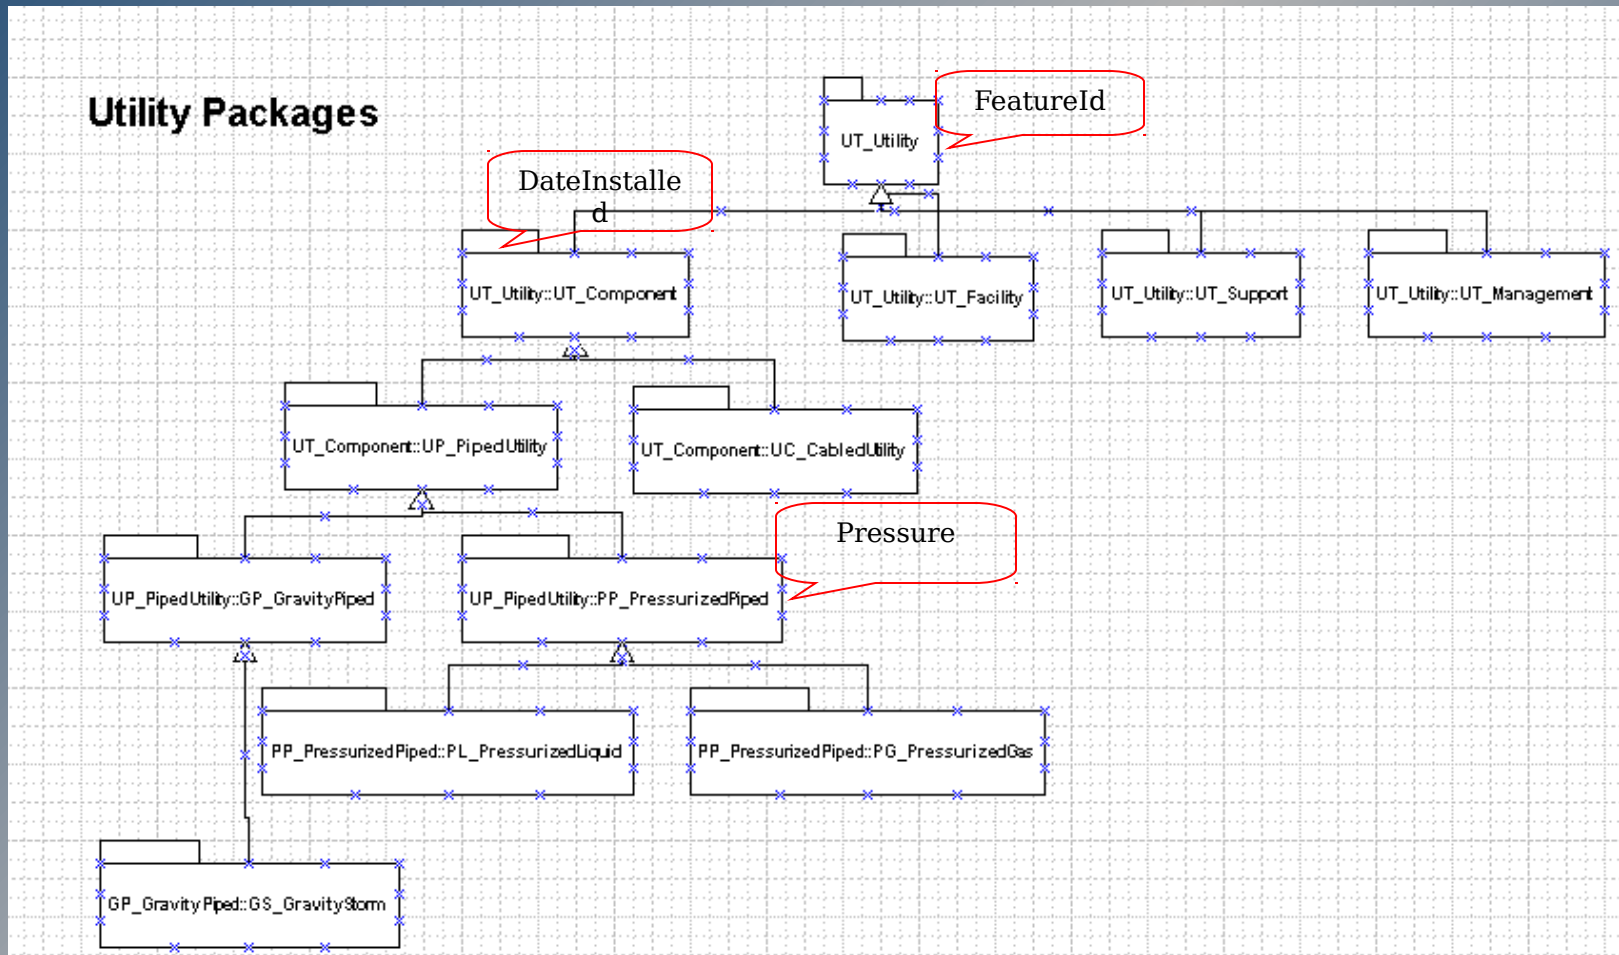 Utility Packages
FeatureId
UT_Utility
DateInstalle
d
UT_Utility::UT_Component
UT_Utility::UT_Facility
UT_Utility::UT_Support
UT_Utility::UT_Management
UT_Component::UP_PipedUtility
UT_Component::UC_CabledUtility
Pressure
UP_PipedUtility::GP_GravityPiped
UP_PipedUtility::PP_PressurizedPiped
PP_PressurizedPiped::PL_PressurizedLiquid
PP_PressurizedPiped::PG_PressurizedGas
GP_GravityPiped::GS_GravityStorm